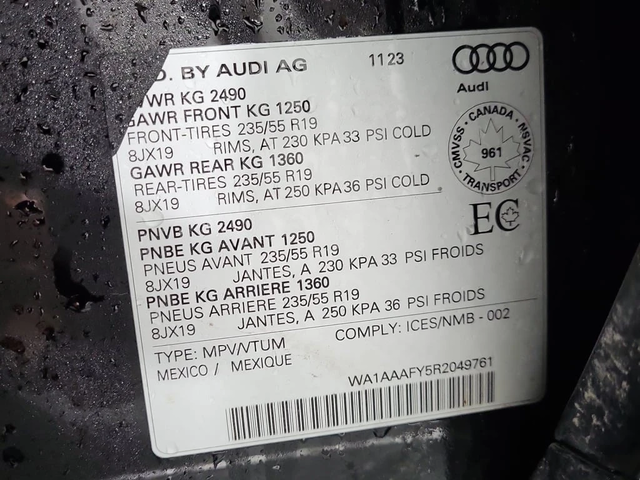 D. BY AUDI AG 1123
Audi
GVWR KG 2490
GAWR FRONT KG 1250
FRONT-TIRES 235/55 R19
8JX19 RIMS, AT 230 KPA 33 PSI COLD
GAWR REAR KG 1360
REAR-TIRES 235/55 R19
8JX19 RIMS, AT 250 KPA 36 PSI COLD
CMVSS · CANADA · NSVAC · TRANSPORT ·
961
EC
PNVB KG 2490
PNBE KG AVANT 1250
PNEUS AVANT 235/55 R19
8JX19 JANTES, A 230 KPA 33 PSI FROIDS
PNBE KG ARRIERE 1360
PNEUS ARRIERE 235/55 R19
8JX19 JANTES, A 250 KPA 36 PSI FROIDS
TYPE: MPV/VTUM COMPLY: ICES/NMB - 002
MEXICO / MEXIQUE
WA1AAAFY5R2049761